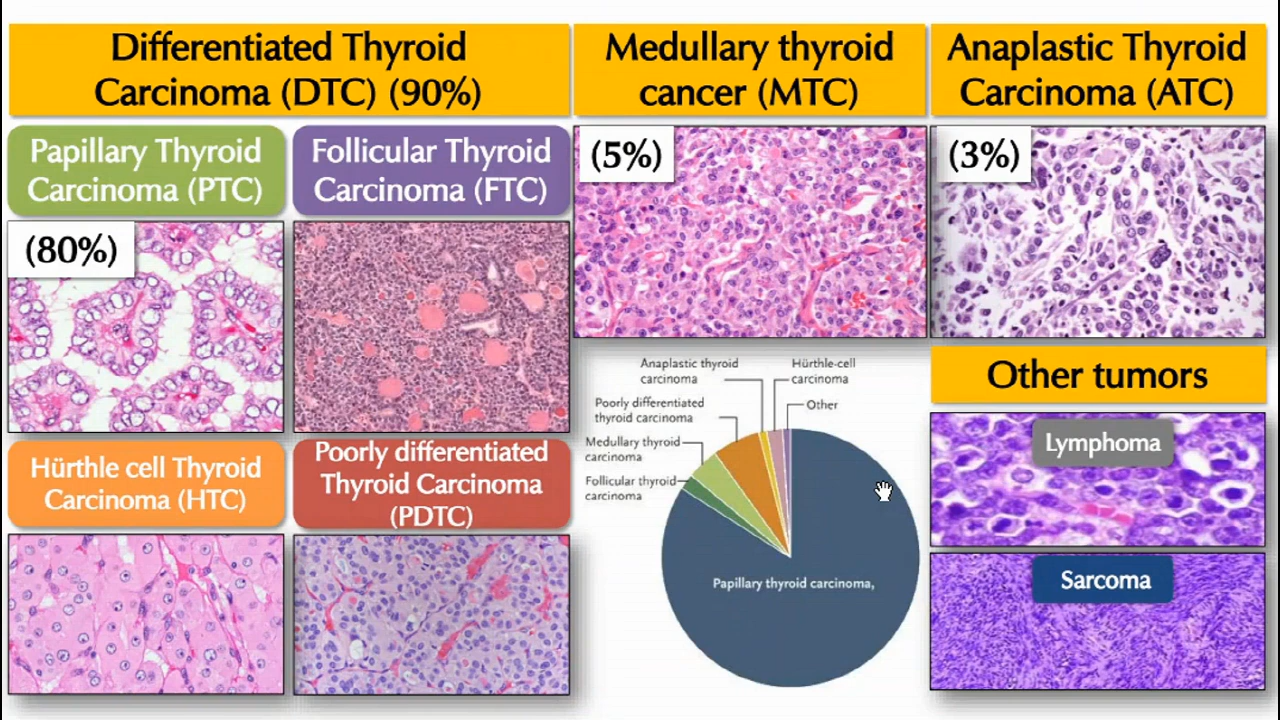 Differentiated Thyroid
Carcinoma (DTC) (90%)
Medullary thyroid
cancer (MTC)
Anaplastic Thyroid
Carcinoma (ATC)
Papillary Thyroid
Carcinoma (PTC)
Follicular Thyroid
Carcinoma (FTC)
(5%)
(3%)
(80%)
Hürthle cell Thyroid
Carcinoma (HTC)
Poorly differentiated
Thyroid Carcinoma
(PDTC)
Anaplastic thyroid
carcinoma
Hürthle-cell
carcinoma
Other
Poorly differentiated
thyroid carcinoma
Medullary thyroid
carcinoma
Follicular thyroid
carcinoma
Papillary thyroid carcinoma,
Other tumors
Lymphoma
Sarcoma